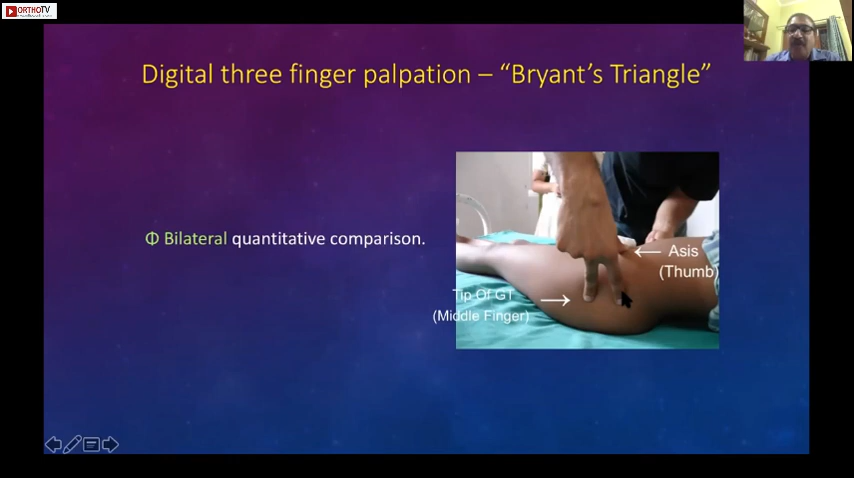 ORTHOTV
Digital three finger palpation – “Bryant’s Triangle”
Φ Bilateral quantitative comparison.
Asis
(Thumb)
Tip Of GT
(Middle Finger)